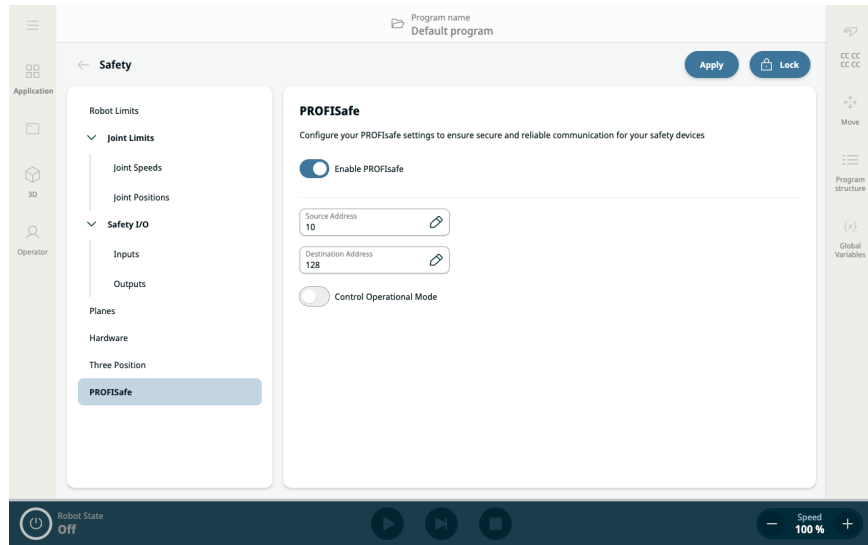 Program name
Default program
Safety
Apply
Lock
CC CC
CC CC
Application
Robot Limits
Joint Limits
Joint Speeds
Joint Positions
Safety I/O
Inputs
Outputs
Planes
Hardware
Three Position
PROFISafe
PROFISafe
Configure your PROFIsafe settings to ensure secure and reliable communication for your safety devices
Enable PROFIsafe
Source Address
10
Destination Address
128
Control Operational Mode
3D
Operator
Move
Program
structure
{x}
Global
Variables
Robot State
Off
Speed
100 %